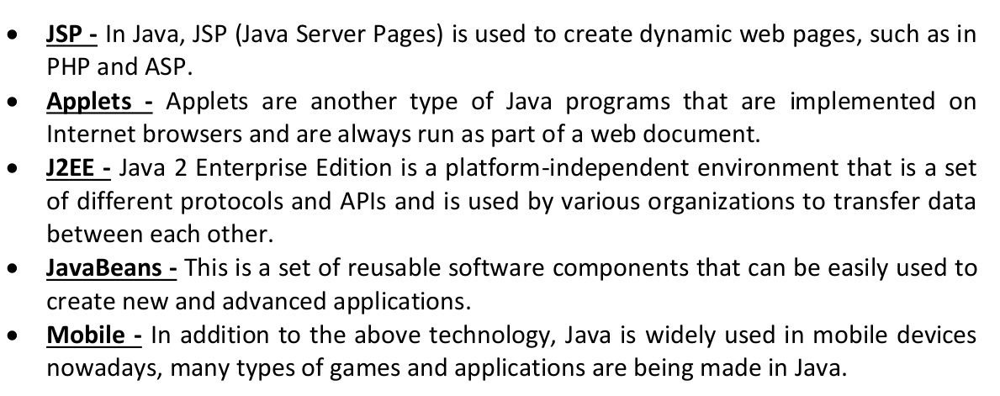 • JSP - In Java, JSP (Java Server Pages) is used to create dynamic web pages, such as in
PHP and ASP.
• Applets - Applets are another type of Java programs that are implemented on
Internet browsers and are always run as part of a web document.
• J2EE - Java 2 Enterprise Edition is a platform-independent environment that is a set
of different protocols and APIs and is used by various organizations to transfer data
between each other.
• JavaBeans - This is a set of reusable software components that can be easily used to
create new and advanced applications.
• Mobile - In addition to the above technology, Java is widely used in mobile devices
nowadays, many types of games and applications are being made in Java.